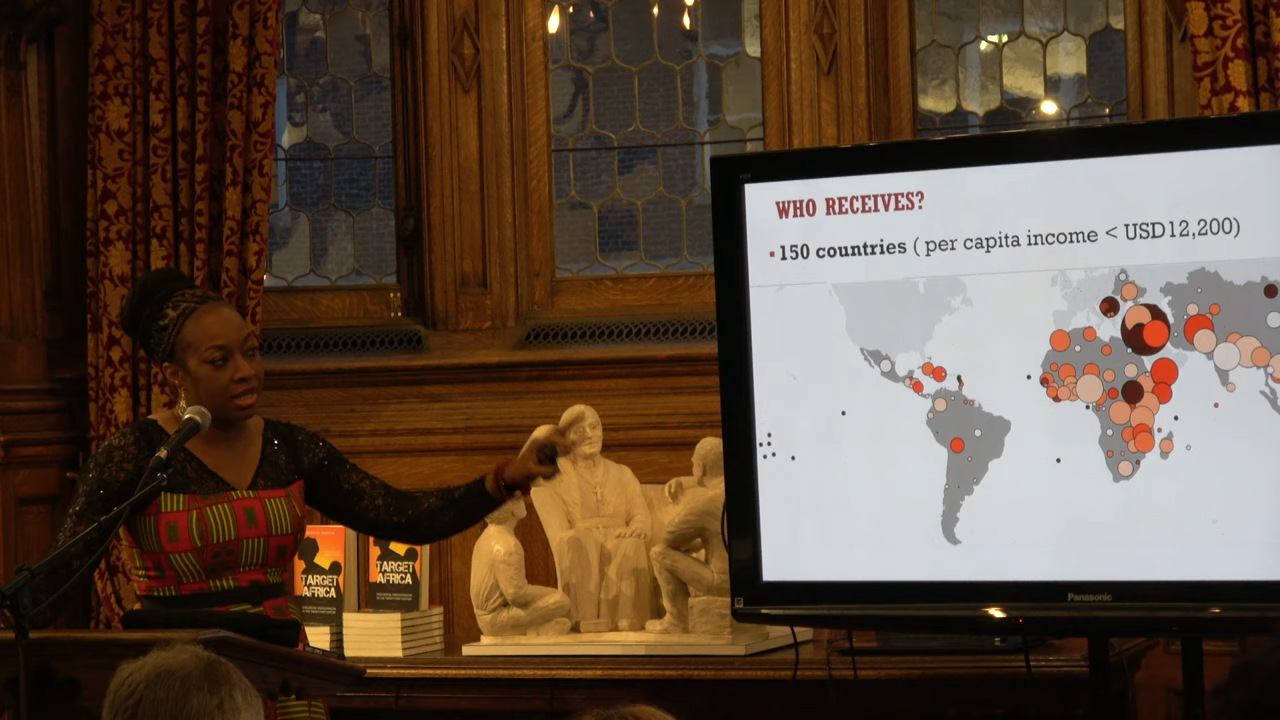 WHO RECEIVES?
150 countries ( per capita income < USD12,200)
TARGET
AFRICA
TARGET
AFRICA
Panasonic